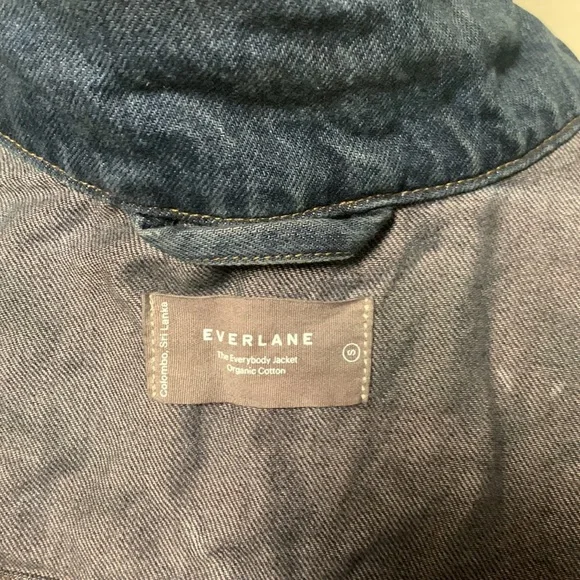 EVERLANE
The Everybody Jacket
Organic Cotton
Colombo, Sri Lanka
S